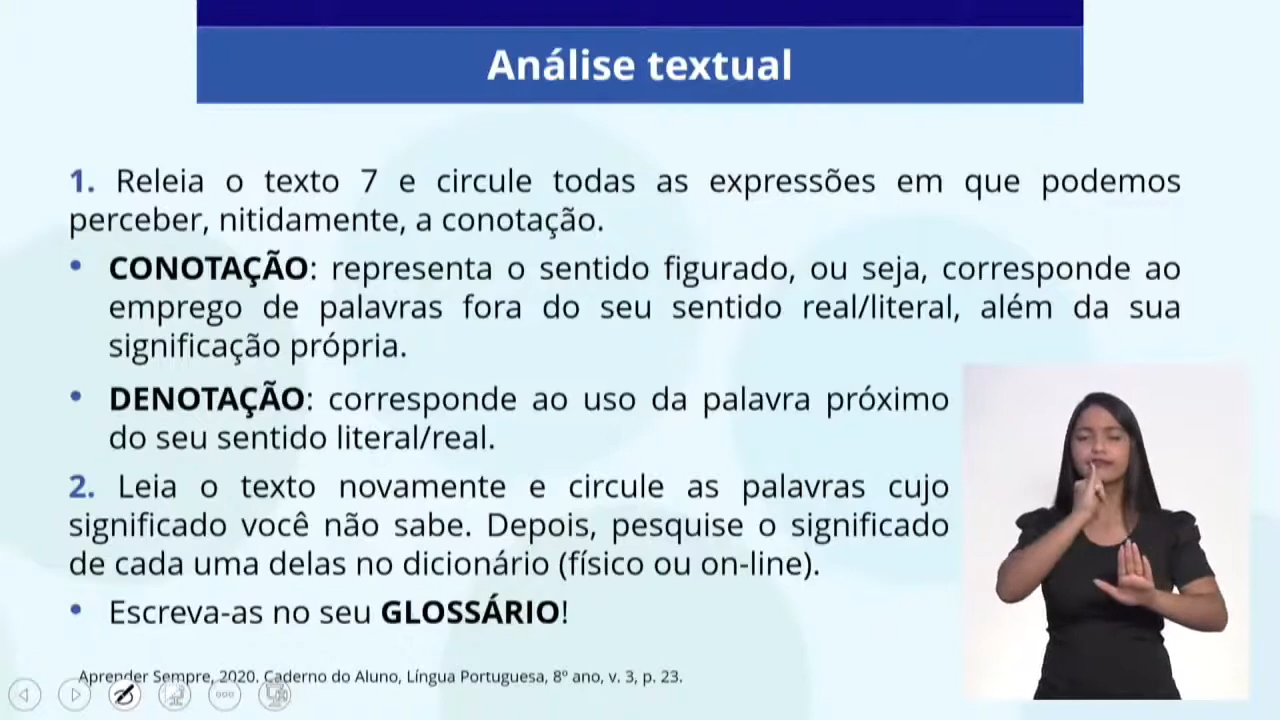 Análise textual
1. Releia o texto 7 e circule todas as expressões em que podemos
perceber, nitidamente, a conotação.
• CONOTAÇÃO: representa o sentido figurado, ou seja, corresponde ao
emprego de palavras fora do seu sentido real/literal, além da sua
significação própria.
• DENOTAÇÃO: corresponde ao uso da palavra próximo
do seu sentido literal/real.
2. Leia o texto novamente e circule as palavras cujo
significado você não sabe. Depois, pesquise o significado
de cada uma delas no dicionário (físico ou on-line).
• Escreva-as no seu GLOSSÁRIO!
Aprender Sempre, 2020. Caderno do Aluno, Língua Portuguesa, 8º ano, v. 3, p. 23.